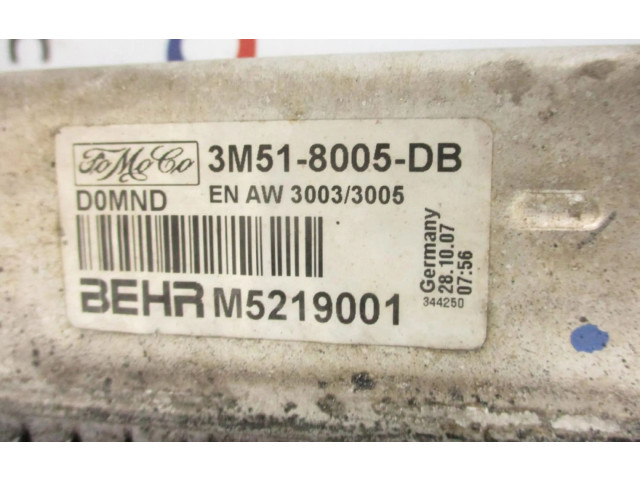 FoMoCo 3M51-8005-DB
D0MND EN AW 3003/3005
BEHR M5219001
Germany
28.10.07
07:56
344250